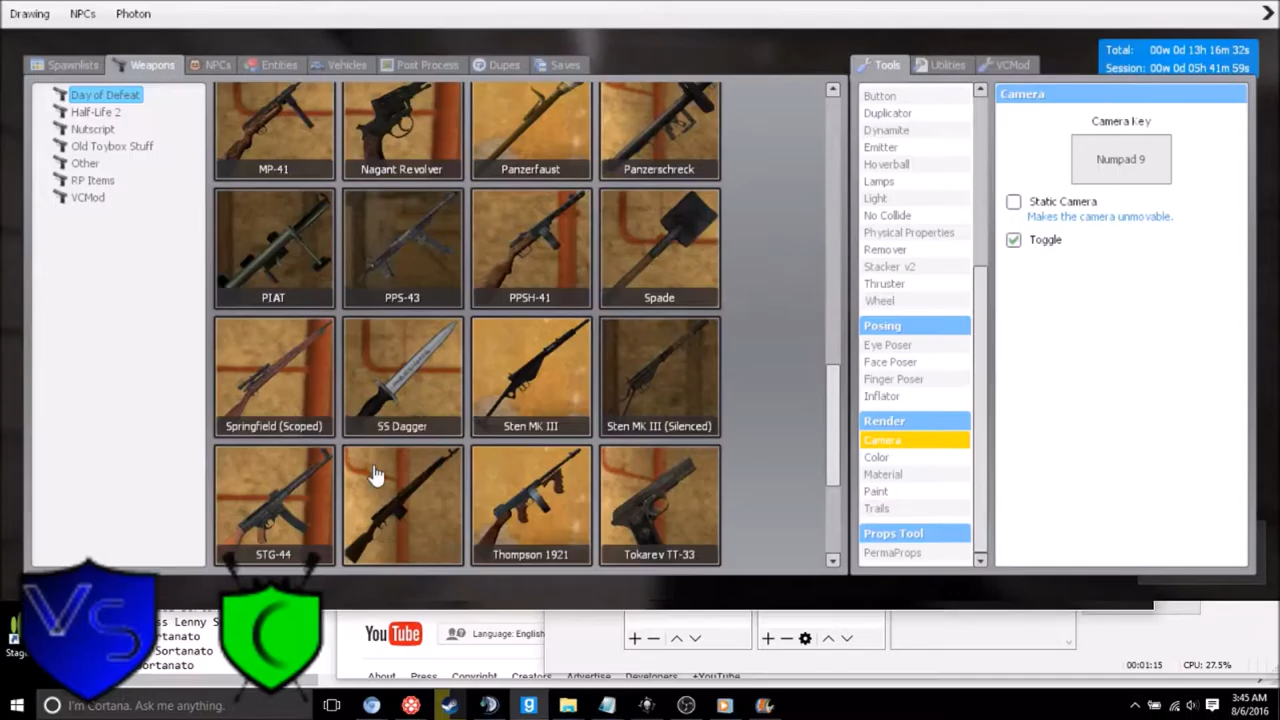 Drawing NPCs Photon
Total: 00w 0d 13h 16m 32s
Session: 00w 0d 05h 41m 59s
Spawnlists Weapons NPCs Entities Vehicles Post Process Dupes Saves
Tools Utilities VCMod
Day of Defeat
Half-Life 2
Nutscript
Old Toybox Stuff
Other
RP Items
VCMod
MP-41 Nagant Revolver Panzerfaust Panzerschreck
PIAT PPS-43 PPSH-41 Spade
Springfield (Scoped) SS Dagger Sten MK III Sten MK III (Silenced)
STG-44 Thompson 1921 Tokarev TT-33
Button
Duplicator
Dynamite
Emitter
Hoverball
Lamps
Light
No Collide
Physical Properties
Remover
Stacker v2
Thruster
Wheel
Posing
Eye Poser
Face Poser
Finger Poser
Inflator
Render
Camera
Color
Material
Paint
Trails
Props Tool
PermaProps
Camera
Camera Key
Numpad 9
Static Camera
Makes the camera unmovable.
Toggle
VS
C
ss Lenny S
ortanato
Sortanato
ortanato
YouTube Language: English
About Press Copyright Creators Advertise Developers +YouTube
00:01:15 CPU: 27.5%
I'm Cortana. Ask me anything.
3:45 AM
8/6/2016